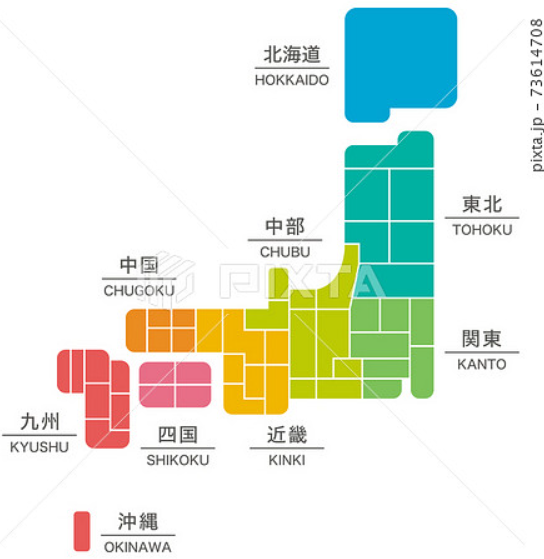 北海道
HOKKAIDO
東北
TOHOKU
中部
CHUBU
中国
CHUGOKU
関東
KANTO
九州
KYUSHU
四国
SHIKOKU
近畿
KINKI
沖縄
OKINAWA
PIXTA
pixta.jp - 73614708